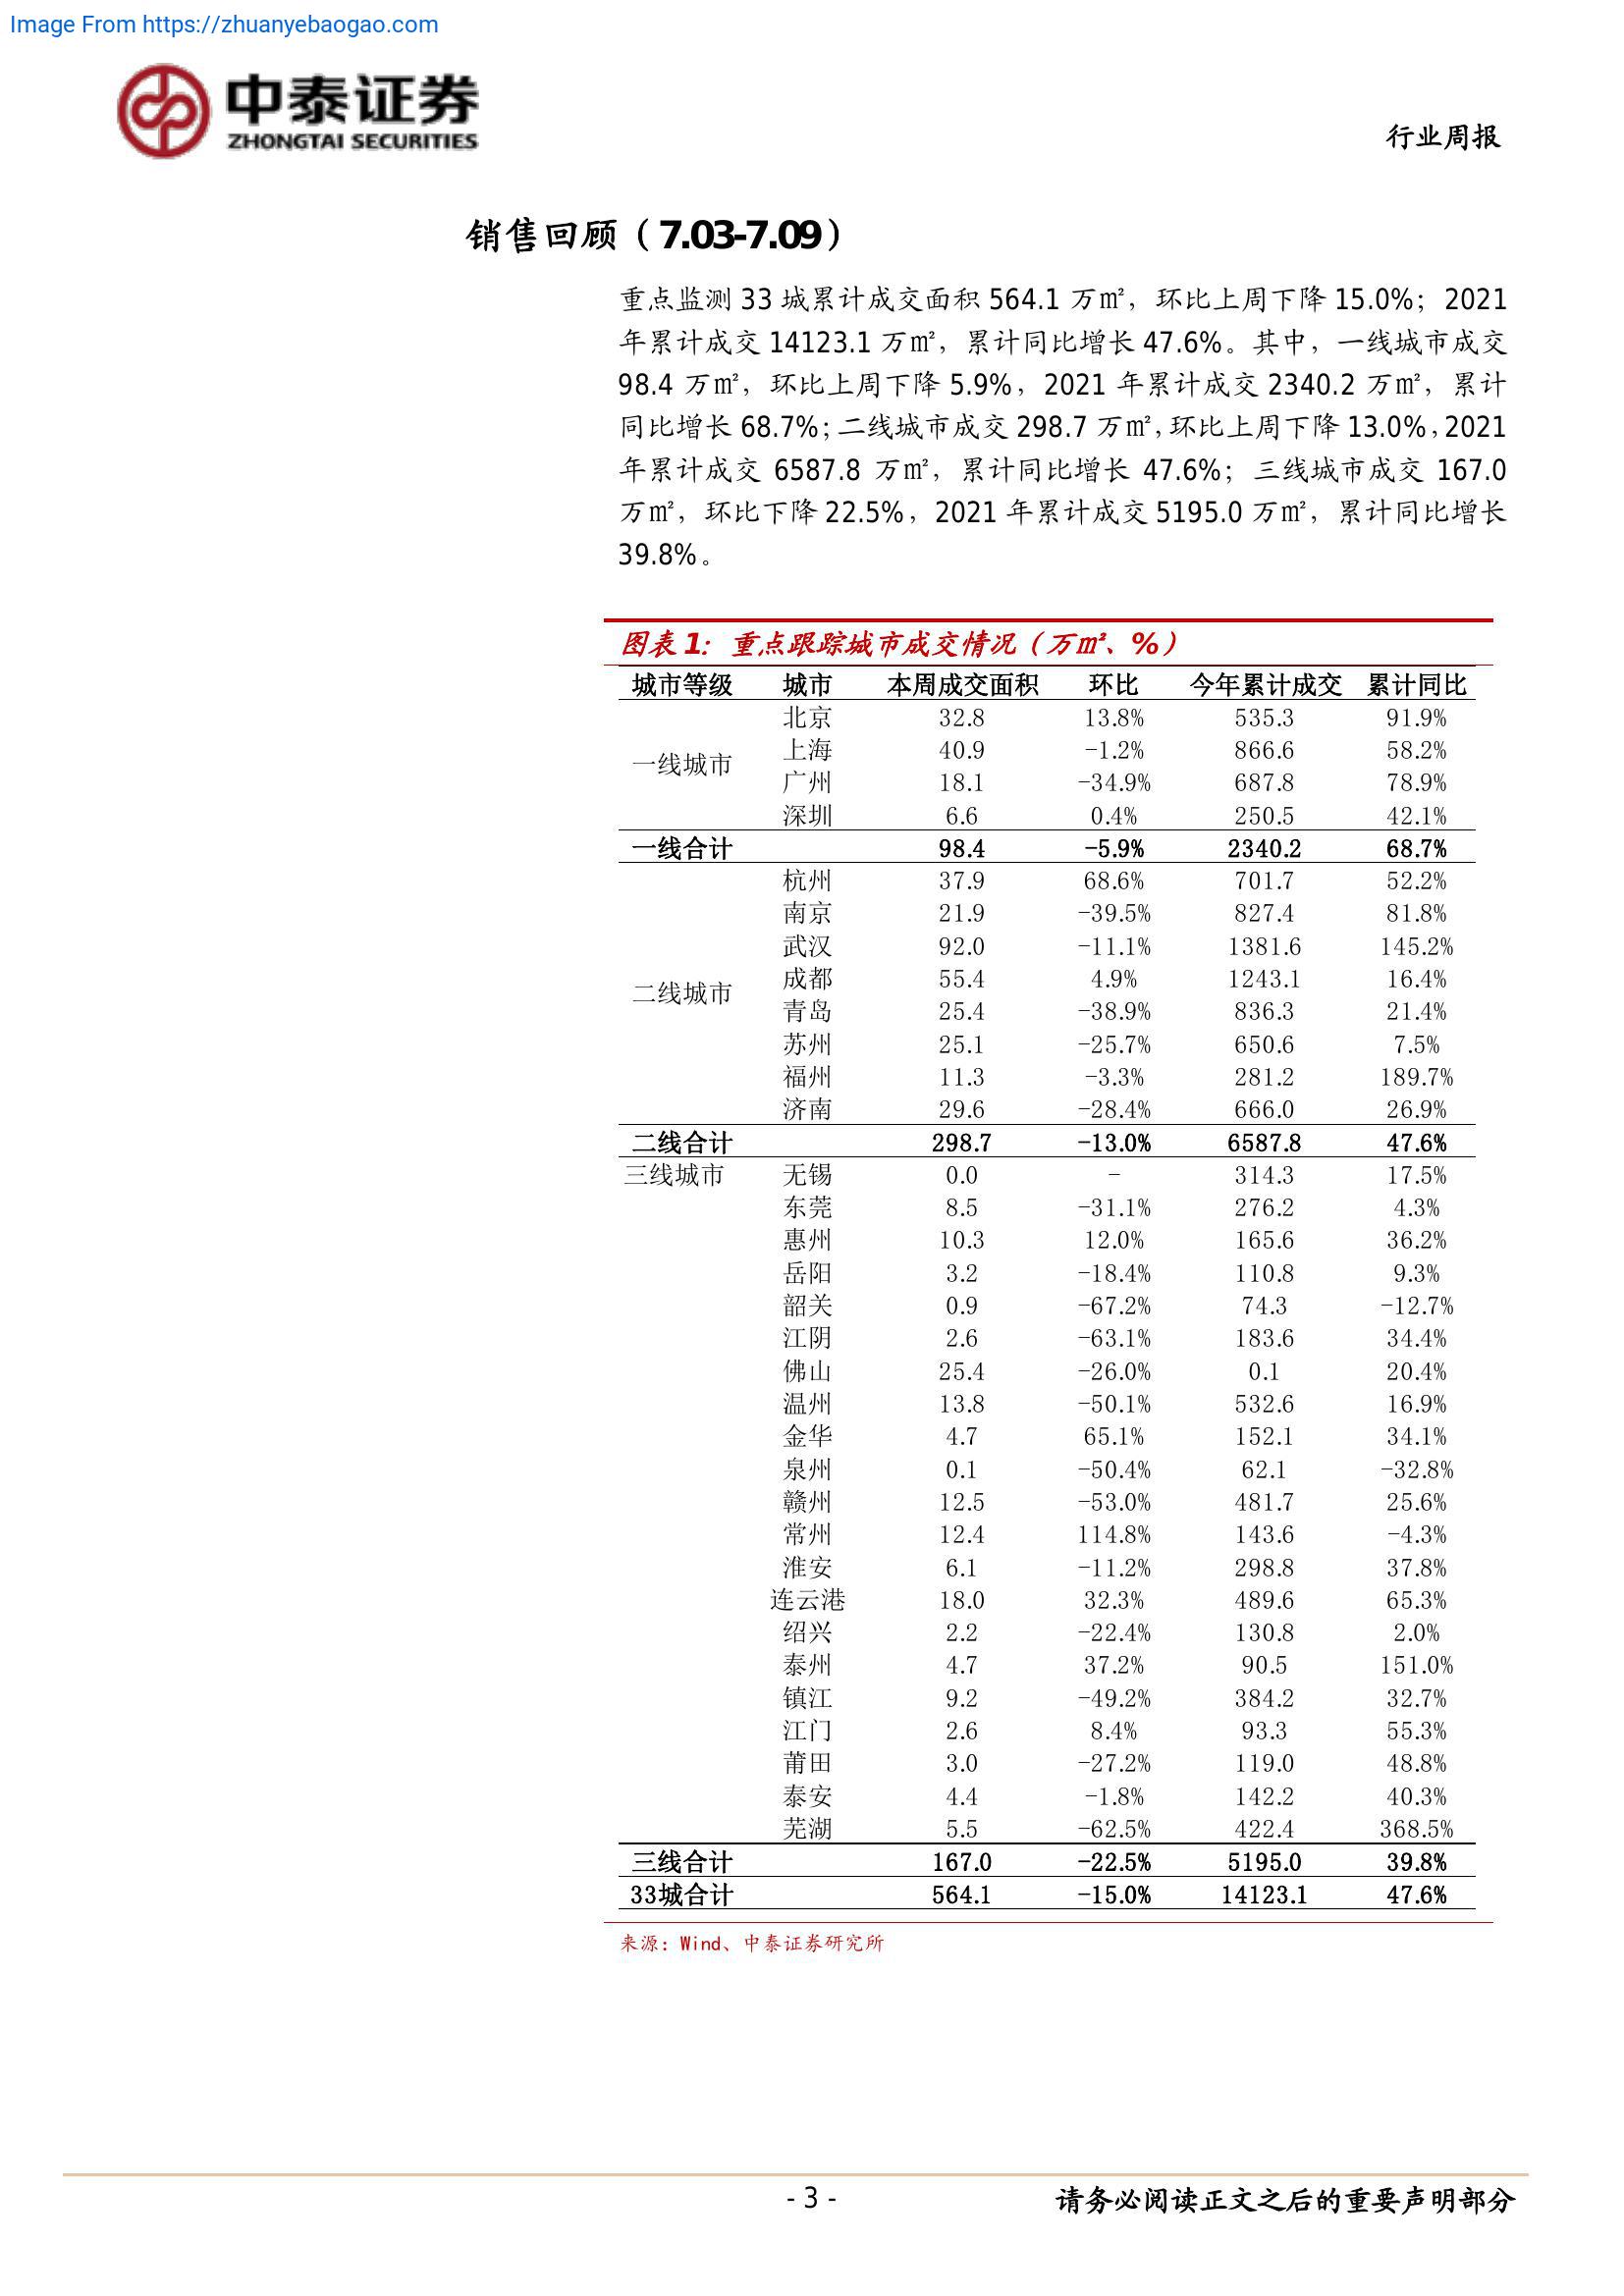 Image From https://zhuanyebaogao.com
中泰证券
ZHONGTAI SECURITIES
行业周报
销售回顾（7.03-7.09）
重点监测 33 城累计成交面积 564.1 万㎡，环比上周下降 15.0%；2021
年累计成交 14123.1 万㎡，累计同比增长 47.6%。其中，一线城市成交
98.4 万㎡，环比上周下降 5.9%，2021 年累计成交 2340.2 万㎡，累计
同比增长 68.7%；二线城市成交 298.7 万㎡，环比上周下降 13.0%，2021
年累计成交 6587.8 万㎡，累计同比增长 47.6%；三线城市成交 167.0
万㎡，环比下降 22.5%，2021 年累计成交 5195.0 万㎡，累计同比增长
39.8%。
图表 1：重点跟踪城市成交情况（万㎡、%）
城市等级 城市 本周成交面积 环比 今年累计成交 累计同比
一线城市
北京 32.8 13.8% 535.3 91.9%
上海 40.9 -1.2% 866.6 58.2%
广州 18.1 -34.9% 687.8 78.9%
深圳 6.6 0.4% 250.5 42.1%
一线合计 98.4 -5.9% 2340.2 68.7%
二线城市
杭州 37.9 68.6% 701.7 52.2%
南京 21.9 -39.5% 827.4 81.8%
武汉 92.0 -11.1% 1381.6 145.2%
成都 55.4 4.9% 1243.1 16.4%
青岛 25.4 -38.9% 836.3 21.4%
苏州 25.1 -25.7% 650.6 7.5%
福州 11.3 -3.3% 281.2 189.7%
济南 29.6 -28.4% 666.0 26.9%
二线合计 298.7 -13.0% 6587.8 47.6%
三线城市 无锡 0.0 - 314.3 17.5%
东莞 8.5 -31.1% 276.2 4.3%
惠州 10.3 12.0% 165.6 36.2%
岳阳 3.2 -18.4% 110.8 9.3%
韶关 0.9 -67.2% 74.3 -12.7%
江阴 2.6 -63.1% 183.6 34.4%
佛山 25.4 -26.0% 0.1 20.4%
温州 13.8 -50.1% 532.6 16.9%
金华 4.7 65.1% 152.1 34.1%
泉州 0.1 -50.4% 62.1 -32.8%
赣州 12.5 -53.0% 481.7 25.6%
常州 12.4 114.8% 143.6 -4.3%
淮安 6.1 -11.2% 298.8 37.8%
连云港 18.0 32.3% 489.6 65.3%
绍兴 2.2 -22.4% 130.8 2.0%
泰州 4.7 37.2% 90.5 151.0%
镇江 9.2 -49.2% 384.2 32.7%
江门 2.6 8.4% 93.3 55.3%
莆田 3.0 -27.2% 119.0 48.8%
泰安 4.4 -1.8% 142.2 40.3%
芜湖 5.5 -62.5% 422.4 368.5%
三线合计 167.0 -22.5% 5195.0 39.8%
33城合计 564.1 -15.0% 14123.1 47.6%
来源：Wind、中泰证券研究所
- 3 -
请务必阅读正文之后的重要声明部分